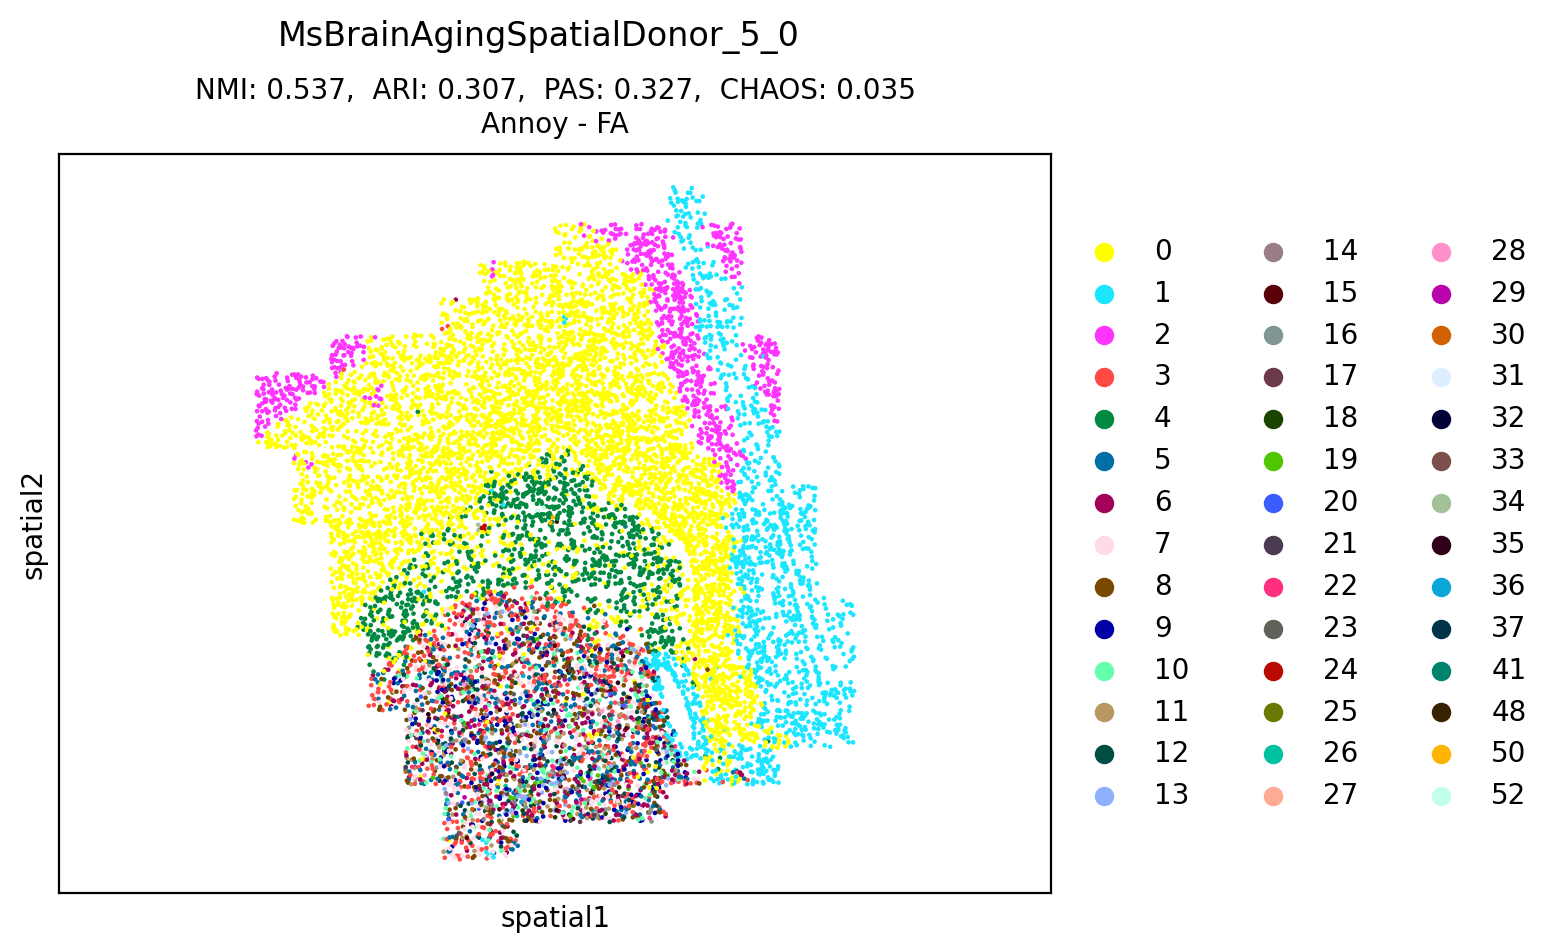 MsBrainAgingSpatialDonor_5_0
NMI: 0.537,  ARI: 0.307,  PAS: 0.327,  CHAOS: 0.035
Annoy - FA
spatial2
spatial1
0 14 28
1 15 29
2 16 30
3 17 31
4 18 32
5 19 33
6 20 34
7 21 35
8 22 36
9 23 37
10 24 41
11 25 48
12 26 50
13 27 52